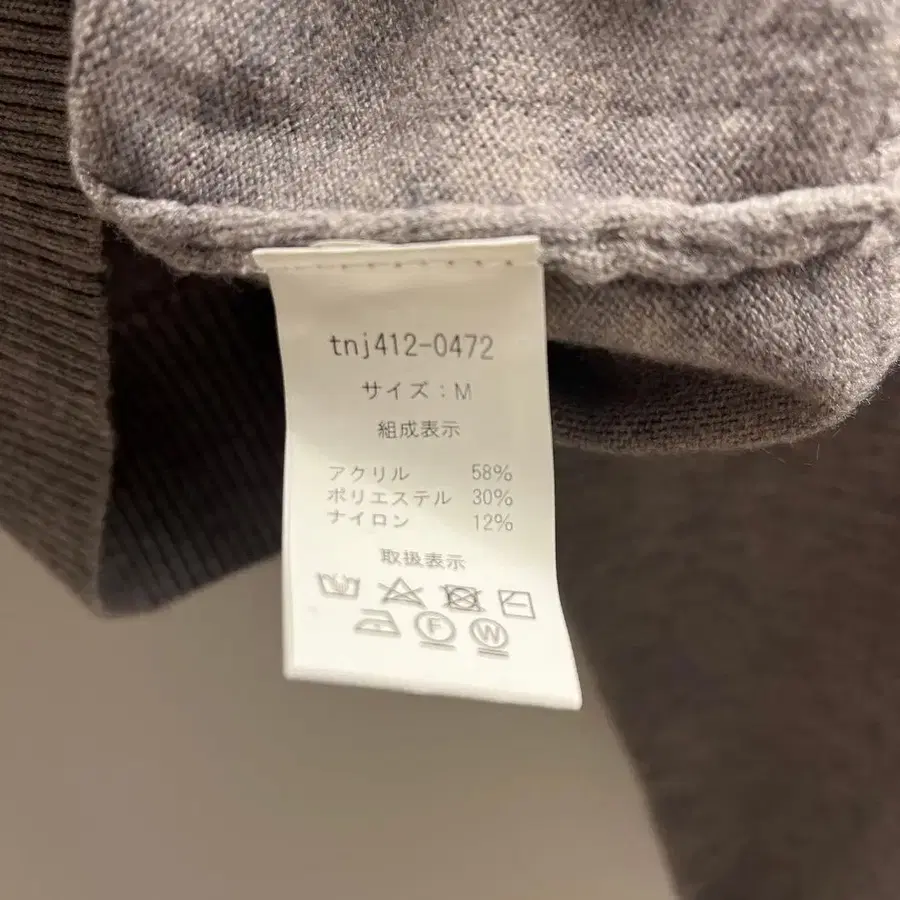 tnj412-0472
サイズ：M
組成表示
アクリル 58%
ポリエステル 30%
ナイロン 12%
取扱表示
F W